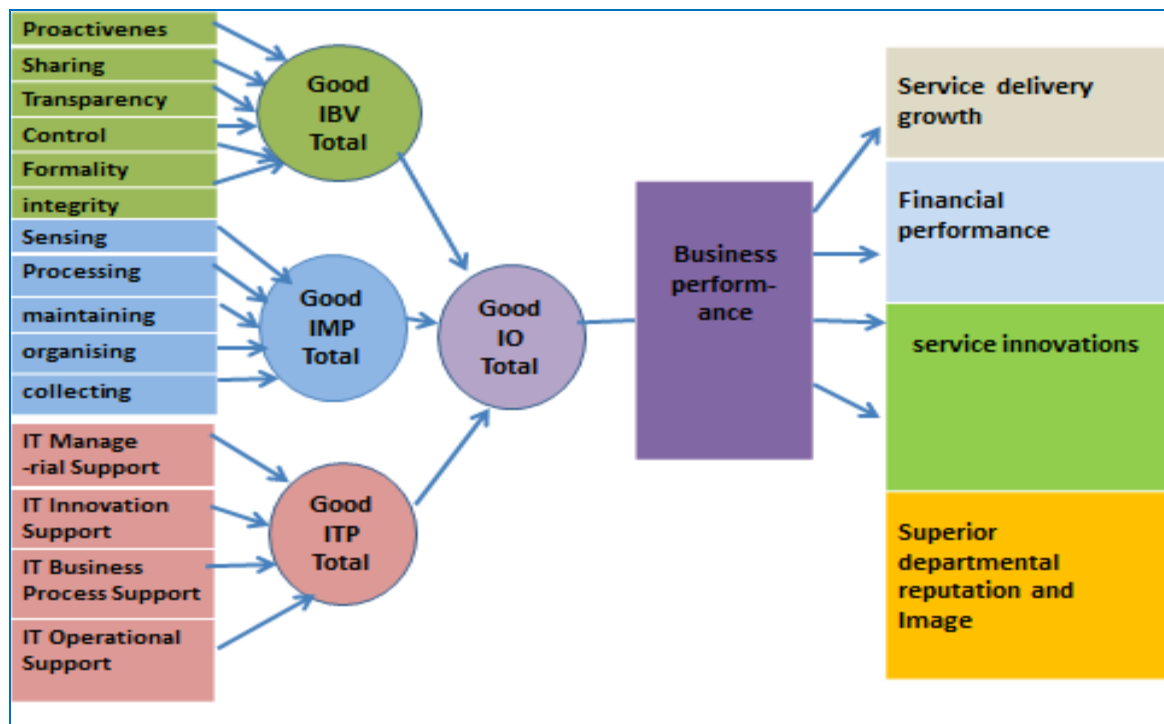 Proactivenes
Sharing
Transparency
Control
Formality
integrity
Sensing
Processing
maintaining
organising
collecting
IT Manage
-rial Support
IT Innovation
Support
IT Business
Process Support
IT Operational
Support
Good
IBV
Total
Good
IMP
Total
Good
ITP
Total
Good
IO
Total
Business
perform-
ance
Service delivery
growth
Financial
performance
service innovations
Superior
departmental
reputation and
Image